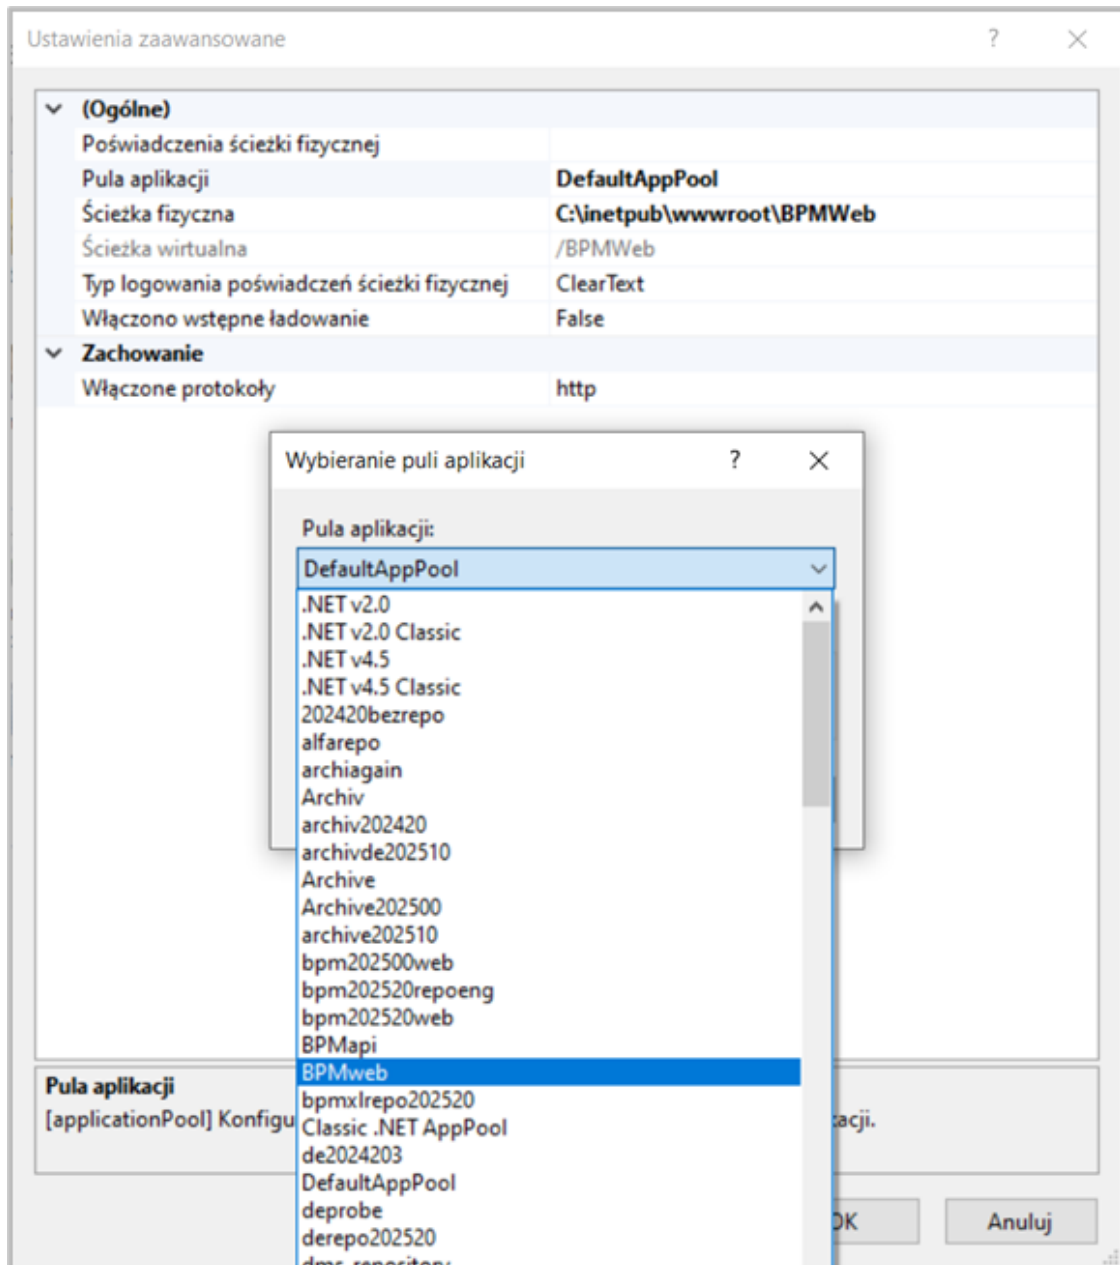 Ustawienia zaawansowane
(Ogólne)
Poświadczenia ścieżki fizycznej
Pula aplikacji DefaultAppPool
Ścieżka fizyczna C:\inetpub\wwwroot\BPMWeb
Ścieżka wirtualna /BPMWeb
Typ logowania poświadczeń ścieżki fizycznej ClearText
Włączono wstępne ładowanie False
Zachowanie
Włączone protokoły http
Wybieranie puli aplikacji ?
Pula aplikacji:
DefaultAppPool
.NET v2.0
.NET v2.0 Classic
.NET v4.5
.NET v4.5 Classic
202420bezrepo
alfarepo
archiagain
Archiv
archiv202420
archivde202510
Archive
Archive202500
archive202510
bpm202500web
bpm202520repoeng
bpm202520web
BPMapi
BPMweb
bpmxlrepo202520
Classic .NET AppPool
de2024203
DefaultAppPool
deprobe
derepo202520
Pula aplikacji
[applicationPool] Konfigu
acji.
OK
Anuluj